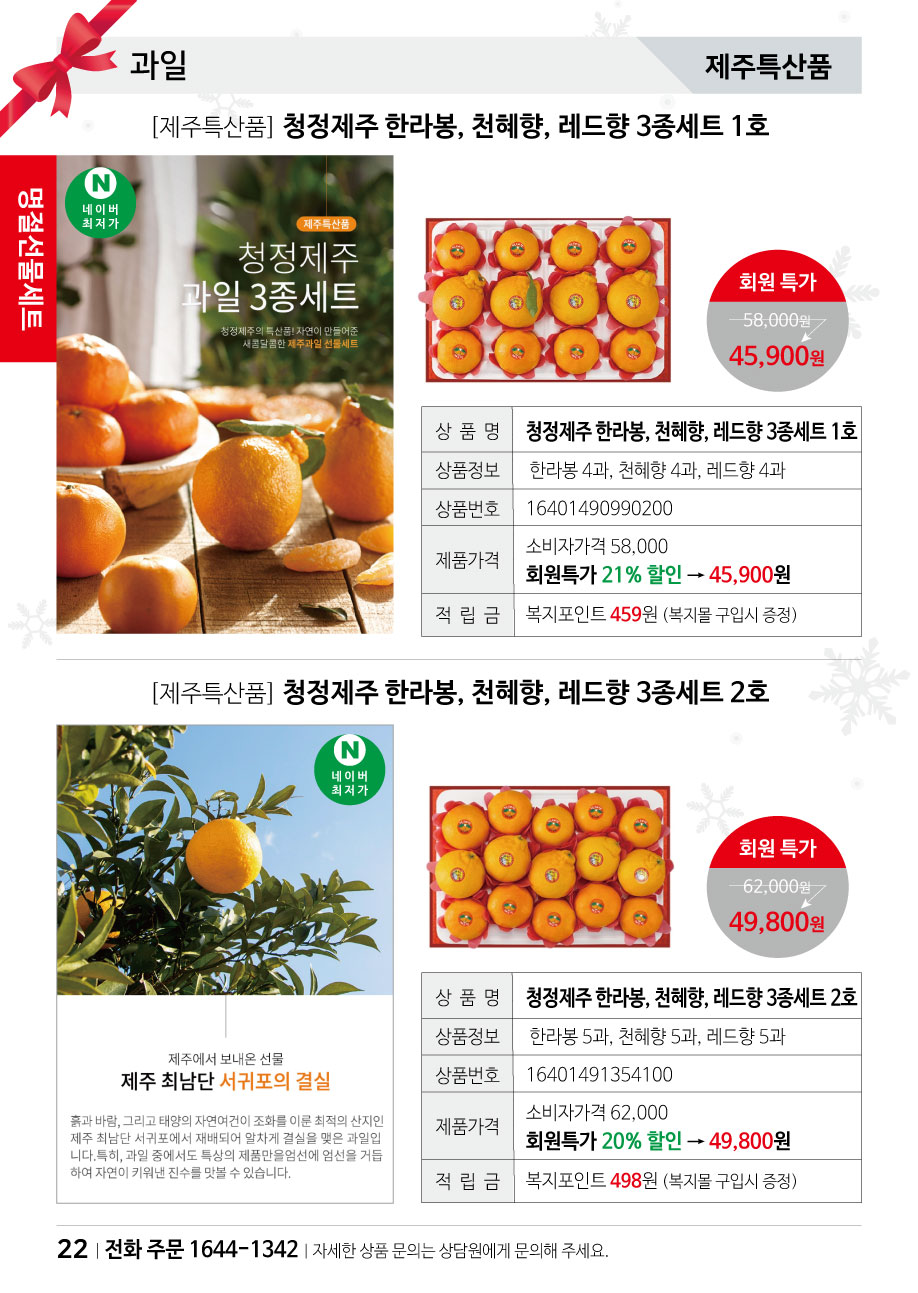 과일
제주특산품
명절선물세트
[제주특산품] 청정제주 한라봉, 천혜향, 레드향 3종세트 1호
N
네이버
최저가
제주특산품
청정제주
과일 3종세트
청정제주의 특산품! 자연이 만들어준
새콤달콤한 제주과일 선물세트
회원 특가
58,000원
45,900원
상 품 명 청정제주 한라봉, 천혜향, 레드향 3종세트 1호
상품정보 한라봉 4과, 천혜향 4과, 레드향 4과
상품번호 16401490990200
제품가격 소비자가격 58,000
회원특가 21% 할인 → 45,900원
적 립 금 복지포인트 459원 (복지몰 구입시 증정)
[제주특산품] 청정제주 한라봉, 천혜향, 레드향 3종세트 2호
N
네이버
최저가
제주에서 보내온 선물
제주 최남단 서귀포의 결실
흙과 바람, 그리고 태양의 자연여건이 조화를 이룬 최적의 산지인
제주 최남단 서귀포에서 재배되어 알차게 결실을 맺은 과일입
니다.특히, 과일 중에서도 특상의 제품만을엄선에 엄선을 거듭
하여 자연이 키워낸 진수를 맛볼 수 있습니다.
회원 특가
62,000원
49,800원
상 품 명 청정제주 한라봉, 천혜향, 레드향 3종세트 2호
상품정보 한라봉 5과, 천혜향 5과, 레드향 5과
상품번호 16401491354100
제품가격 소비자가격 62,000
회원특가 20% 할인 → 49,800원
적 립 금 복지포인트 498원 (복지몰 구입시 증정)
22 | 전화 주문 1644-1342 | 자세한 상품 문의는 상담원에게 문의해 주세요.